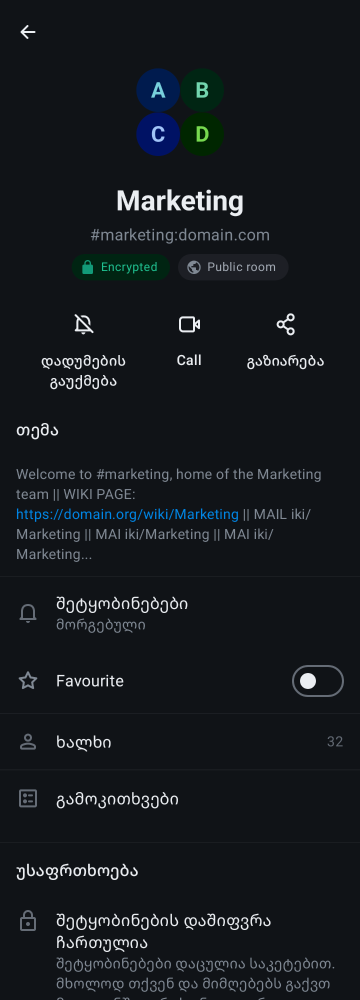 A B
C D
Marketing
#marketing:domain.com
Encrypted Public room
დადუმების
გაუქმება
Call
გაზიარება
თემა
Welcome to #marketing, home of the Marketing
team || WIKI PAGE:
https://domain.org/wiki/Marketing || MAIL iki/
Marketing || MAI iki/Marketing || MAI iki/
Marketing...
შეტყობინებები
მორგებული
Favourite
ხალხი 32
გამოკითხვები
უსაფრთხოება
შეტყობინების დაშიფვრა
ჩართულია
შეტყობინებები დაცულია საკეტებით.
მხოლოდ თქვენ და მიმღებებს გაქვთ